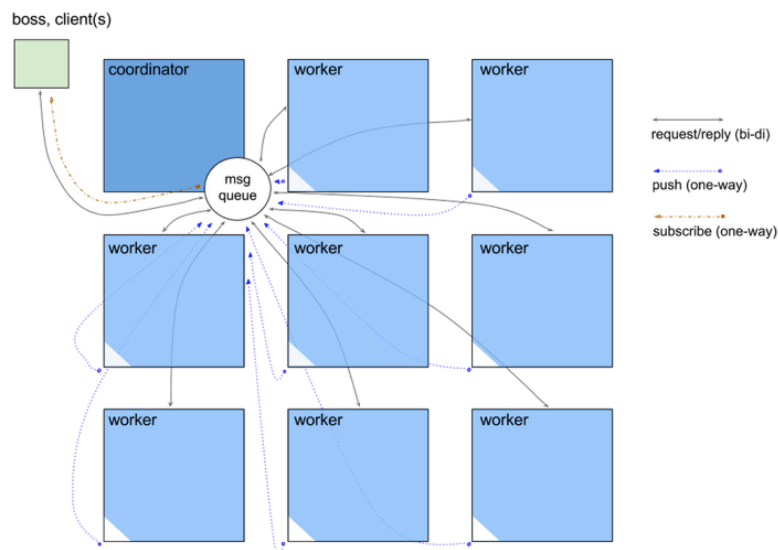 boss, client(s)
coordinator
worker
worker
msg
queue
request/reply (bi-di)
push (one-way)
subscribe (one-way)
worker
worker
worker
worker
worker
worker